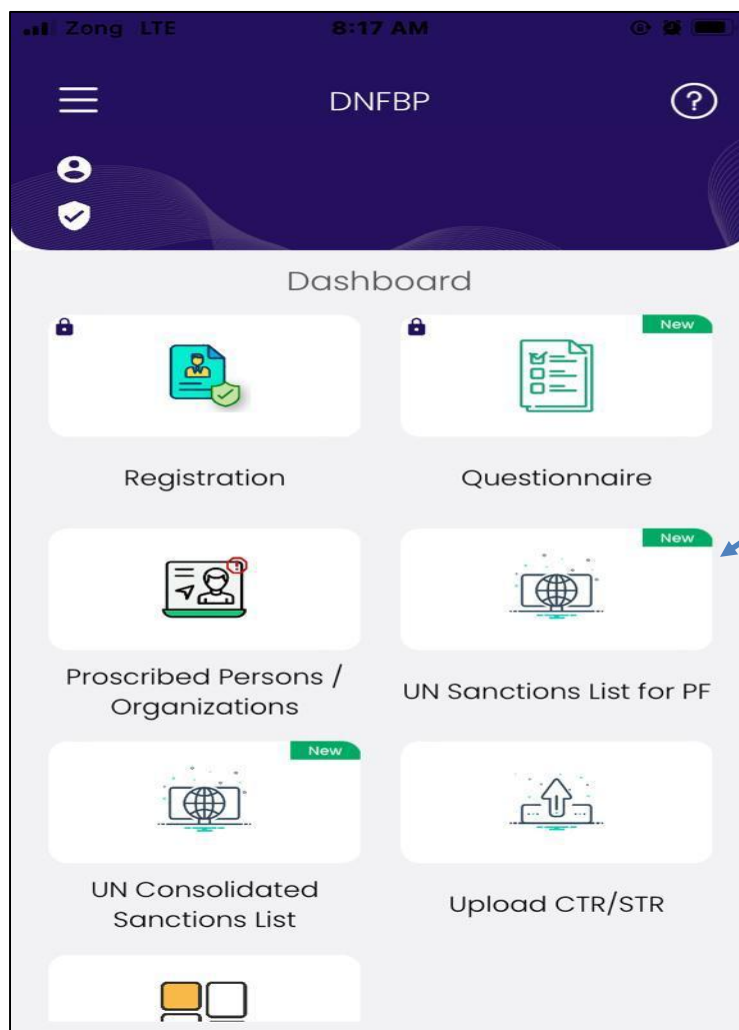 Zong LTE 8:17 AM
DNFBP
?
Dashboard
New
Registration
Questionnaire
New
Proscribed Persons /
Organizations
UN Sanctions List for PF
New
UN Consolidated
Sanctions List
Upload CTR/STR